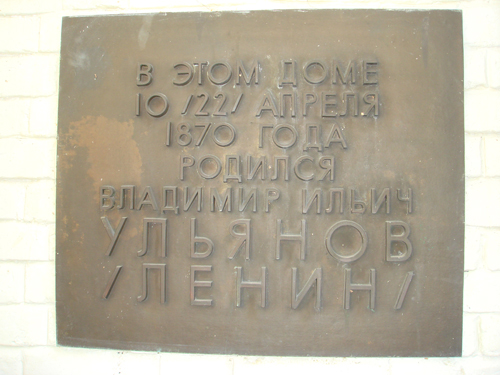 В ЭТОМ ДОМЕ
10 /22/ АПРЕЛЯ
1870 ГОДА
РОДИЛСЯ
ВЛАДИМИР ИЛЬИЧ
УЛЬЯНОВ
/ЛЕНИН/